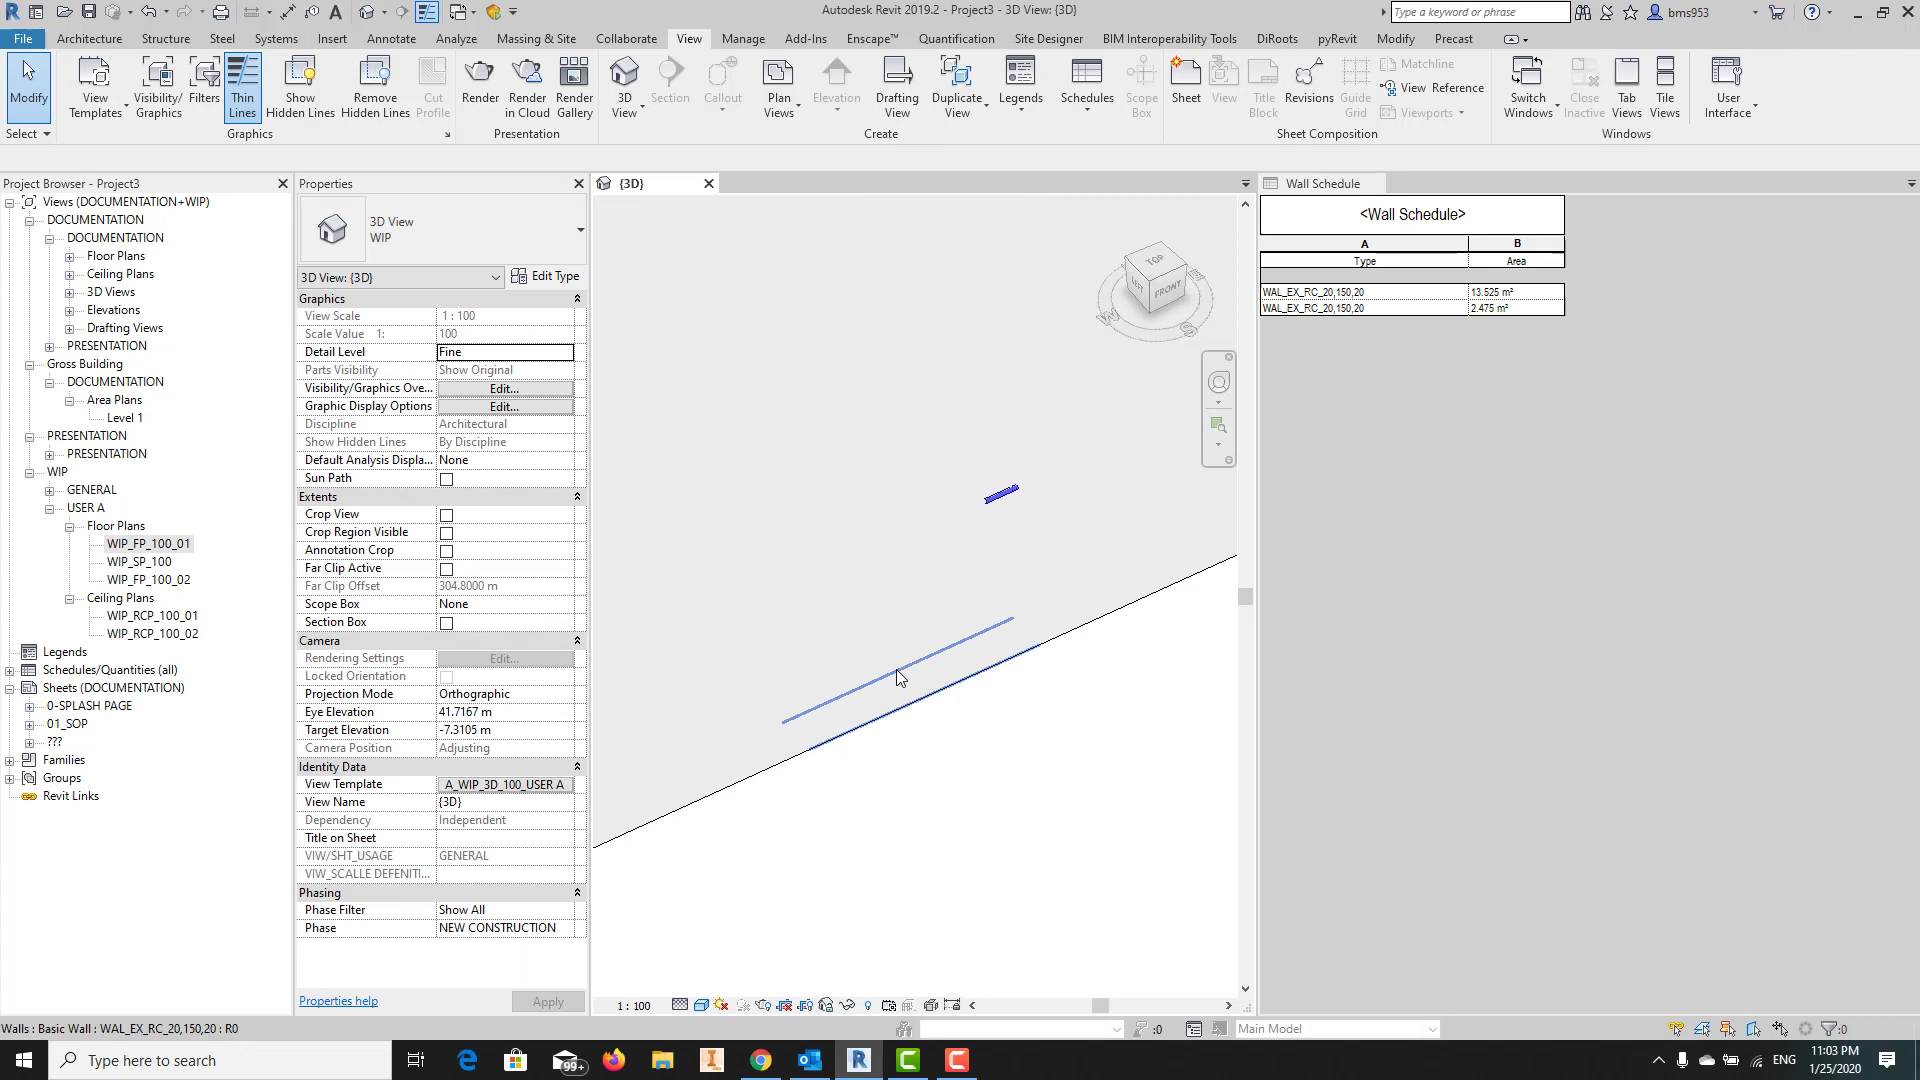 Autodesk Revit 2019.2 - Project3 - 3D View: {3D}
Type a keyword or phrase
bms953
File
Architecture
Structure
Steel
Systems
Insert
Annotate
Analyze
Massing & Site
Collaborate
View
Manage
Add-Ins
Enscape™
Quantification
Site Designer
BIM Interoperability Tools
DiRoots
pyRevit
Modify
Precast
Modify
View
Templates
Visibility/
Graphics
Filters
Thin
Lines
Show
Hidden Lines
Remove
Hidden Lines
Cut
Profile
Render
Render
in Cloud
Render
Gallery
3D
View
Section
Callout
Plan
Views
Elevation
Drafting
View
Duplicate
View
Legends
Schedules
Scope
Box
Sheet
View
Title
Block
Revisions
Guide
Grid
Matchline
View Reference
Viewports
Switch
Windows
Close
Inactive
Tab
Views
Tile
Views
User
Interface
Select
Graphics
Presentation
Create
Sheet Composition
Windows
Project Browser - Project3
Views (DOCUMENTATION+WIP)
DOCUMENTATION
DOCUMENTATION
Floor Plans
Ceiling Plans
3D Views
Elevations
Drafting Views
PRESENTATION
Gross Building
DOCUMENTATION
Area Plans
Level 1
PRESENTATION
PRESENTATION
WIP
GENERAL
USER A
Floor Plans
WIP_FP_100_01
WIP_SP_100
WIP_FP_100_02
Ceiling Plans
WIP_RCP_100_01
WIP_RCP_100_02
Legends
Schedules/Quantities (all)
Sheets (DOCUMENTATION)
0-SPLASH PAGE
01_SOP
???
Families
Groups
Revit Links
Properties
3D View
WIP
3D View: {3D}
Edit Type
Graphics
View Scale 1 : 100
Scale Value 1: 100
Detail Level Fine
Parts Visibility Show Original
Visibility/Graphics Ove... Edit...
Graphic Display Options Edit...
Discipline Architectural
Show Hidden Lines By Discipline
Default Analysis Displa... None
Sun Path
Extents
Crop View
Crop Region Visible
Annotation Crop
Far Clip Active
Far Clip Offset 304.8000 m
Scope Box None
Section Box
Camera
Rendering Settings Edit...
Locked Orientation
Projection Mode Orthographic
Eye Elevation 41.7167 m
Target Elevation -7.3105 m
Camera Position Adjusting
Identity Data
View Template A_WIP_3D_100_USER A
View Name {3D}
Dependency Independent
Title on Sheet
VIW/SHT_USAGE GENERAL
VIW_SCALLE DEFENITI...
Phasing
Phase Filter Show All
Phase NEW CONSTRUCTION
Properties help
Apply
{3D}
TOP
LEFT
FRONT
W
S
E
1 : 100
Wall Schedule
<Wall Schedule>
A B
Type Area
WAL_EX_RC_20,150,20 13.525 m²
WAL_EX_RC_20,150,20 2.475 m²
Walls : Basic Wall : WAL_EX_RC_20,150,20 : R0
:0
Main Model
:0
Type here to search
99+
ENG
11:03 PM
1/25/2020